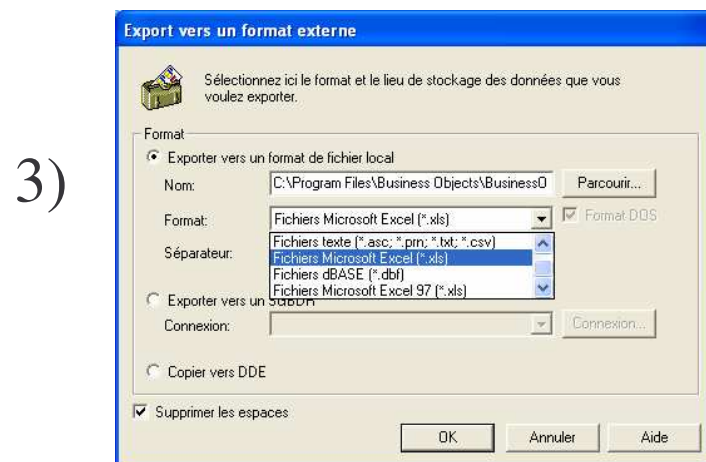 Export vers un format externe
Sélectionnez ici le format et le lieu de stockage des données que vous
voulez exporter.
3)
Format
Exporter vers un format de fichier local
Nom: C:\Program Files\Business Objects\BusinessO Parcourir...
Format: Fichiers Microsoft Excel (*.xls) Format DOS
Fichiers texte (*.asc; *.prn; *.txt; *.csv)
Séparateur: Fichiers Microsoft Excel (*.xls)
Fichiers dBASE (*.dbf)
Fichiers Microsoft Excel 97 (*.xls)
Exporter vers un SGBDR
Connexion: Connexion...
Copier vers DDE
Supprimer les espaces
OK Annuler Aide